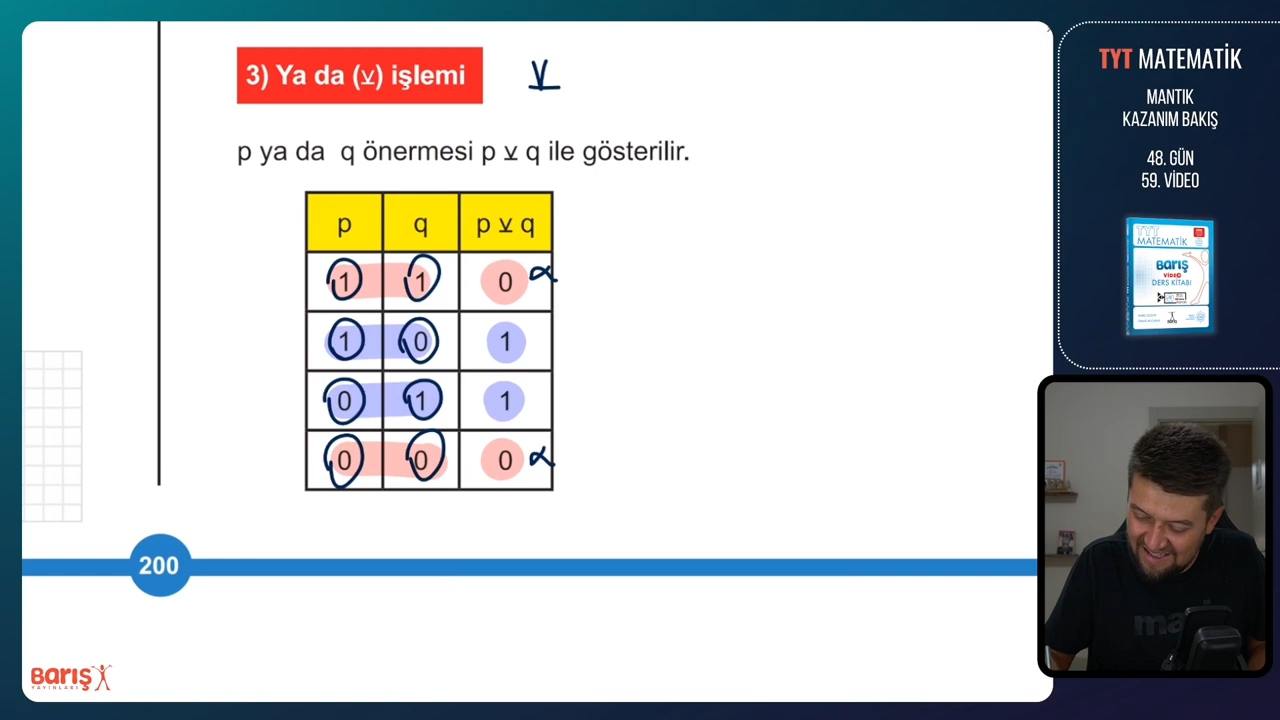 3) Ya da (⊻) işlemi
⊻
p ya da q önermesi p ⊻ q ile gösterilir.
p q p ⊻ q
1 1 0 α
1 0 1
0 1 1
0 0 0 α
200
Barış
YAYINLARI
TYT MATEMATİK
MANTIK
KAZANIM BAKIŞ
48. GÜN
59. VİDEO
TYT
MATEMATİK
Barış
VİDEO
DERS KİTABI